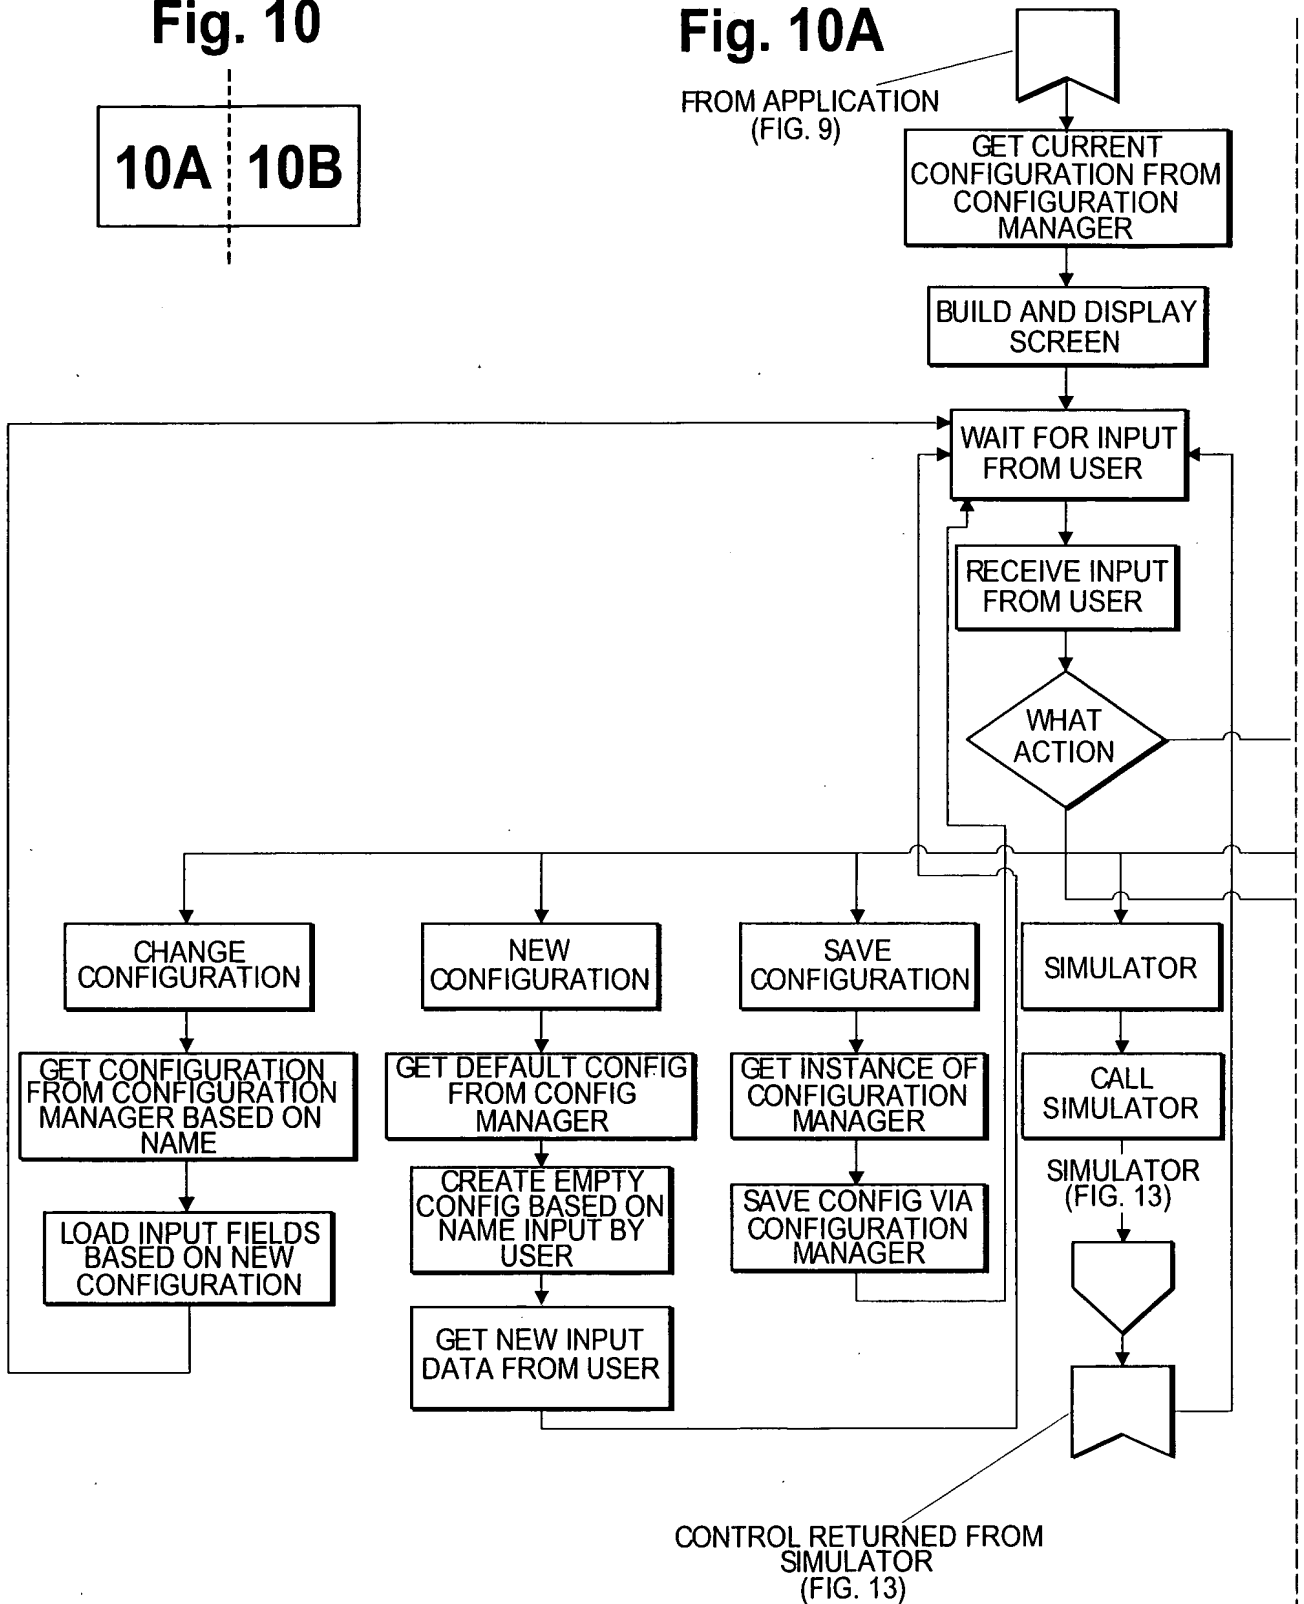 Fig. 10
10A
10B
Fig. 10A
FROM APPLICATION
(FIG. 9)
GET CURRENT
CONFIGURATION FROM
CONFIGURATION
MANAGER
BUILD AND DISPLAY
SCREEN
WAIT FOR INPUT
FROM USER
RECEIVE INPUT
FROM USER
WHAT
ACTION
CHANGE
CONFIGURATION
NEW
CONFIGURATION
SAVE
CONFIGURATION
SIMULATOR
GET CONFIGURATION
FROM CONFIGURATION
MANAGER BASED ON
NAME
GET DEFAULT CONFIG
FROM CONFIG
MANAGER
GET INSTANCE OF
CONFIGURATION
MANAGER
CALL
SIMULATOR
LOAD INPUT FIELDS
BASED ON NEW
CONFIGURATION
CREATE EMPTY
CONFIG BASED ON
NAME INPUT BY
USER
SAVE CONFIG VIA
CONFIGURATION
MANAGER
SIMULATOR
(FIG. 13)
GET NEW INPUT
DATA FROM USER
CONTROL RETURNED FROM
SIMULATOR
(FIG. 13)